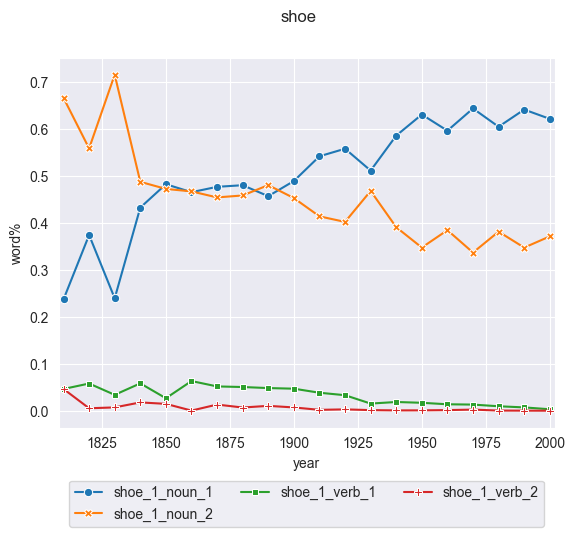 shoe
0.7
0.6
0.5
0.4
0.3
0.2
0.1
0.0
word%
1825 1850 1875 1900 1925 1950 1975 2000
year
shoe_1_noun_1 shoe_1_verb_1 shoe_1_verb_2
shoe_1_noun_2